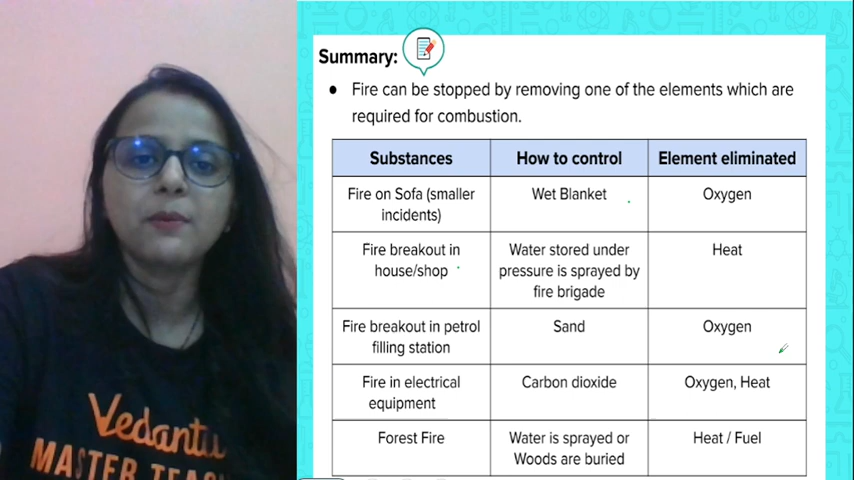 Summary:
● Fire can be stopped by removing one of the elements which are
required for combustion.
Substances How to control Element eliminated
Fire on Sofa (smaller
incidents)
Wet Blanket
Oxygen
Fire breakout in
house/shop
Water stored under
pressure is sprayed by
fire brigade
Heat
Fire breakout in petrol
filling station
Sand
Oxygen
Fire in electrical
equipment
Carbon dioxide
Oxygen, Heat
Forest Fire
Water is sprayed or
Woods are buried
Heat / Fuel
Vedantu
MASTER